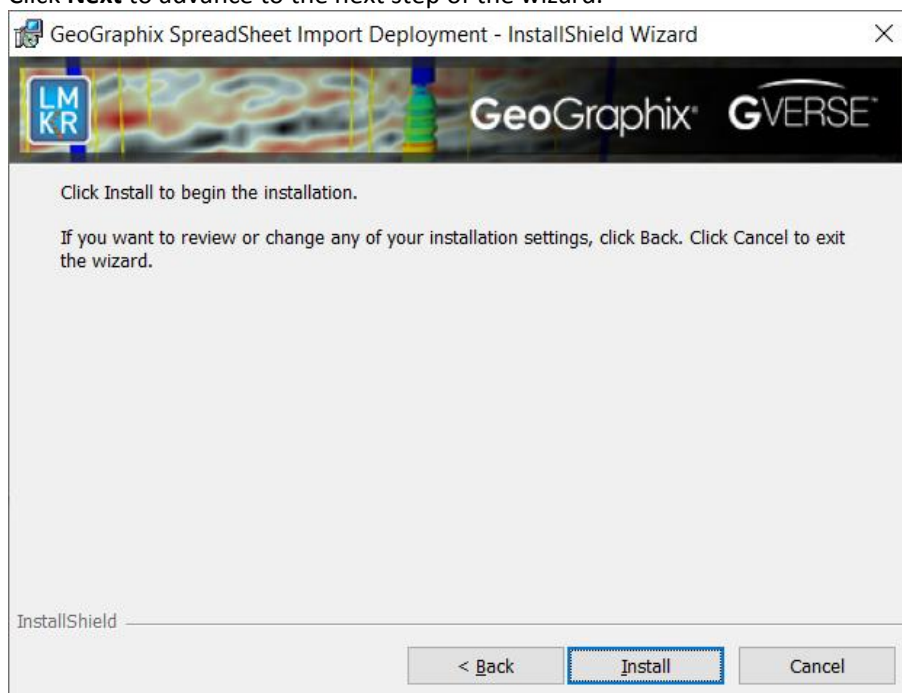 Click Next to advance to the next step of the wizard.
GeoGraphix SpreadSheet Import Deployment - InstallShield Wizard
LM
KR
GeoGraphix® GVERSE™
Click Install to begin the installation.
If you want to review or change any of your installation settings, click Back. Click Cancel to exit
the wizard.
InstallShield
< Back Install Cancel